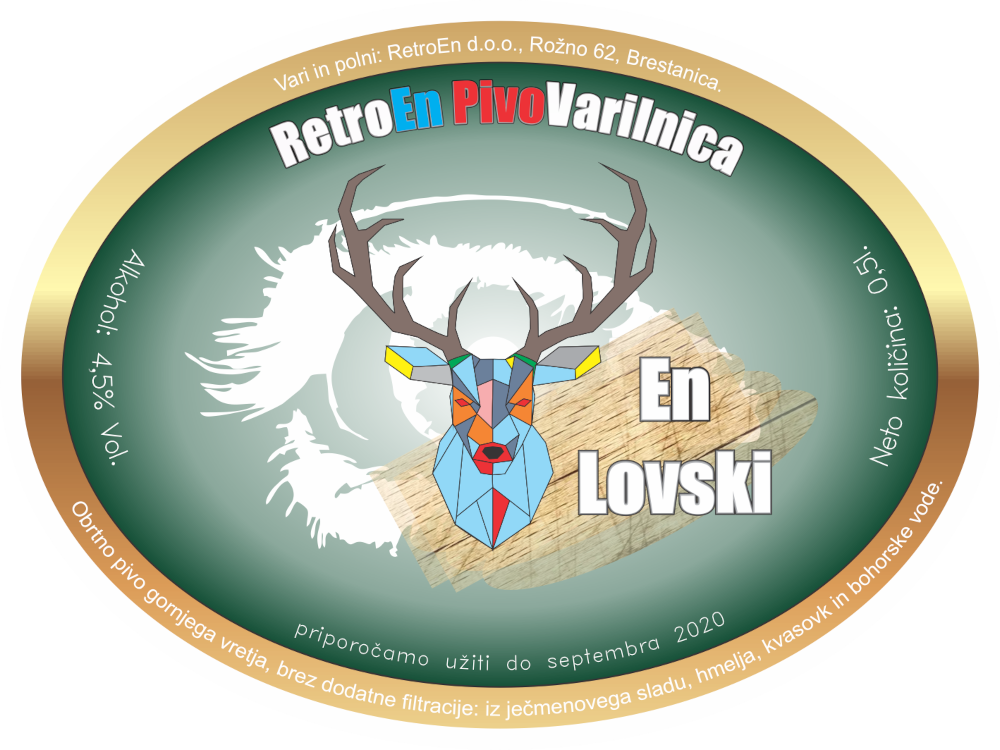 Vari in polni: RetroEn d.o.o., Rožno 62, Brestanica.
RetroEn PivoVarilnica
Alkohol: 4,5% Vol.
Neto količina: 0,5l.
En
Lovski
priporočamo užiti do septembra 2020
Obrtno pivo gornjega vretja, brez dodatne filtracije: iz ječmenovega sladu, hmelja, kvasovk in bohorske vode.